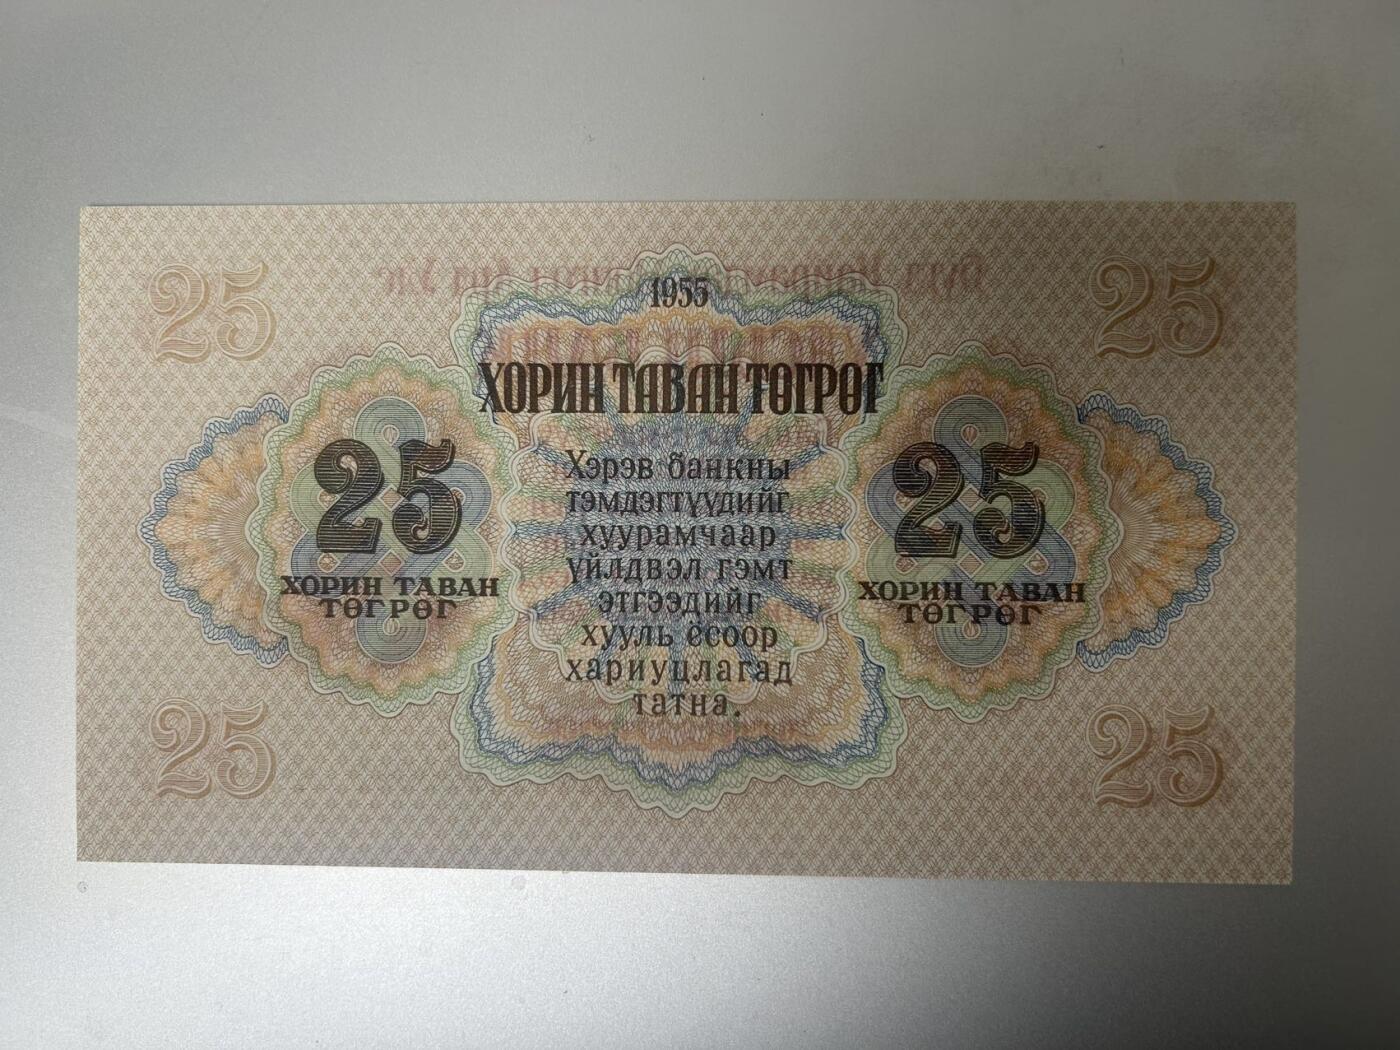 25
25
1955
ХОРИН ТАВАН ТӨГРӨГ
25
ХОРИН ТАВАН
ТӨГРӨГ
Хэрэв банкны
тэмдэгтүүдийг
хуурамчаар
үйлдвэл гэмт
этгээдийг
хууль ёсоор
хариуцлагад
татна.
25
ХОРИН ТАВАН
ТӨГРӨГ
25
25